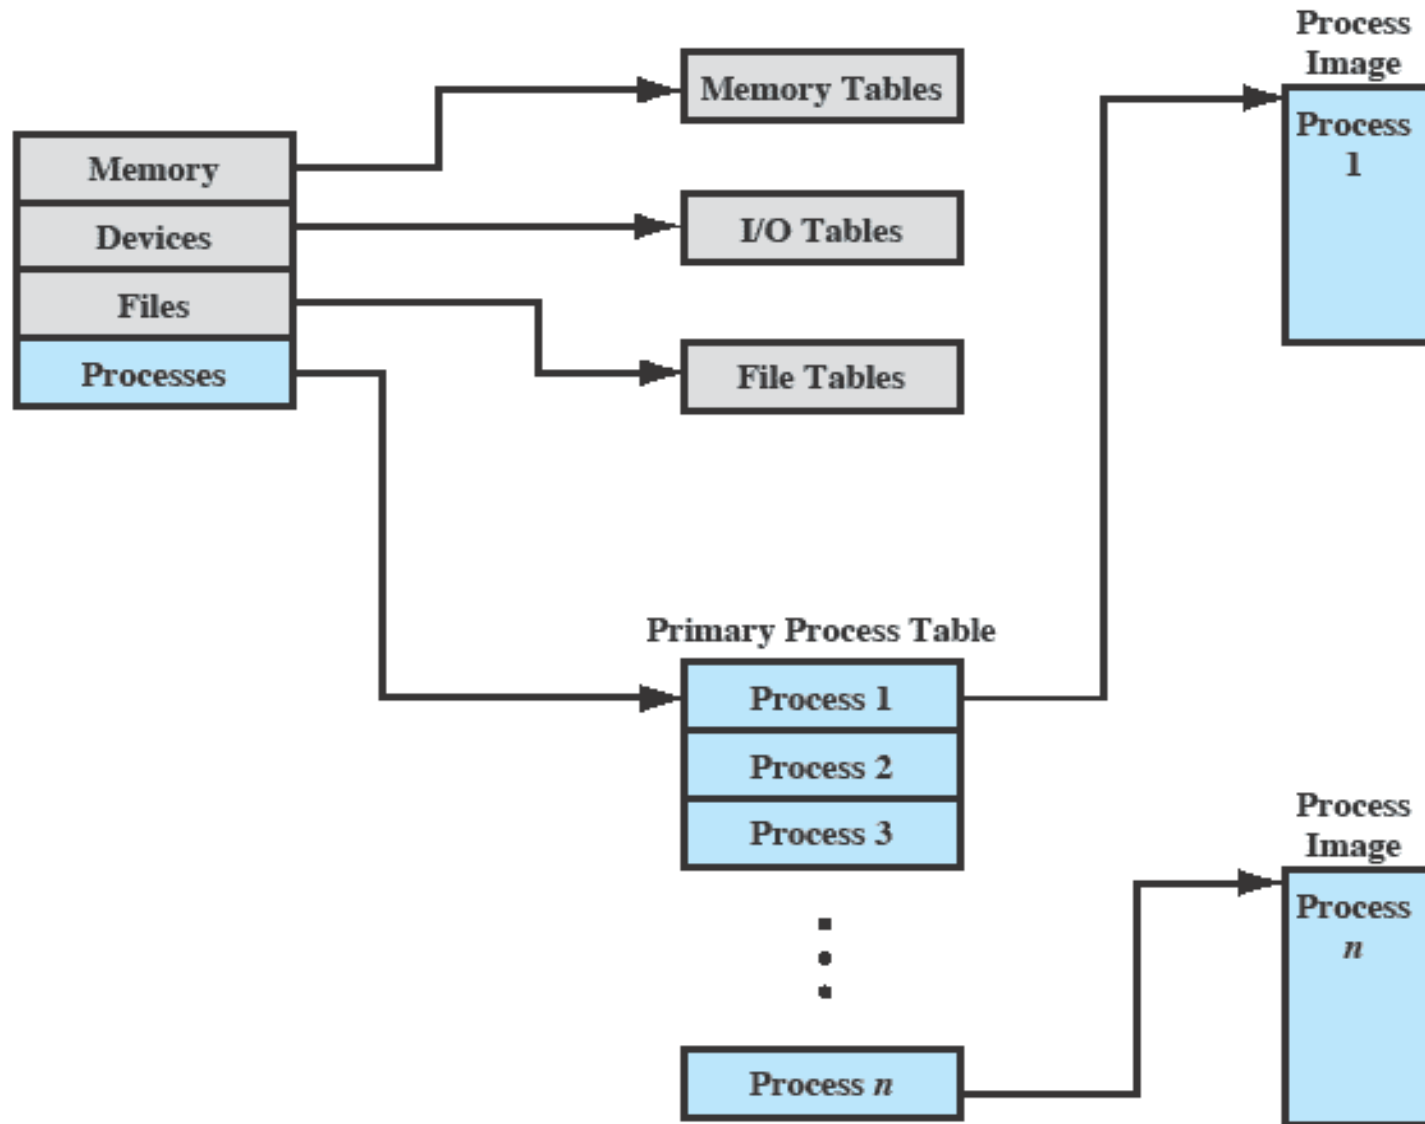 Memory
Devices
Files
Processes
Memory Tables
I/O Tables
File Tables
Primary Process Table
Process 1
Process 2
Process 3
Process n
Process
Image
Process
1
Process
Image
Process
n